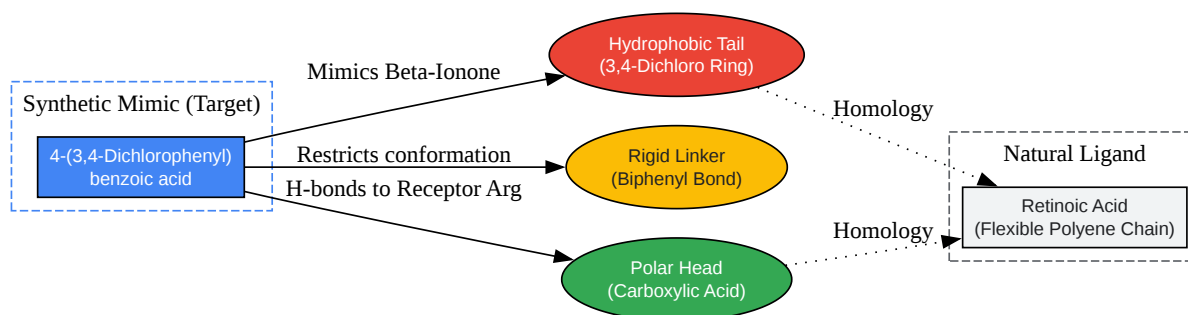 Hydrophobic Tail
(3,4-Dichloro Ring)
Mimics Beta-Ionone
Synthetic Mimic (Target)
Homology
4-(3,4-Dichlorophenyl)
benzoic acid
Restricts conformation
Rigid Linker
(Biphenyl Bond)
Natural Ligand
H-bonds to Receptor Arg
Retinoic Acid
(Flexible Polyene Chain)
Homology
Polar Head
(Carboxylic Acid)